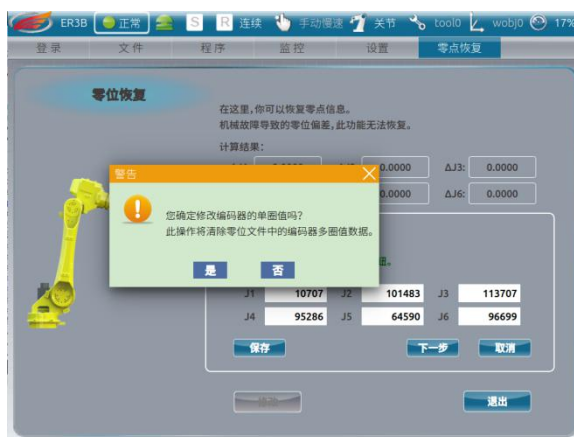 ER3B 正常 S R 连续 手动慢速 关节 tool0 wobj0 17%
登录 文件 程序 监控 设置 零点恢复
零位恢复
在这里,你可以恢复零点信息。
机械故障导致的零位偏差,此功能无法恢复。
计算结果:
0.0000 ΔJ3: 0.0000
0.0000 ΔJ6: 0.0000
警告
您确定修改编码器的单圈值吗?
此操作将清除零位文件中的编码器多圈值数据。
是 否
J1 10707 J2 101483 J3 113707
J4 95286 J5 64590 J6 96699
保存 下一步 取消
退出